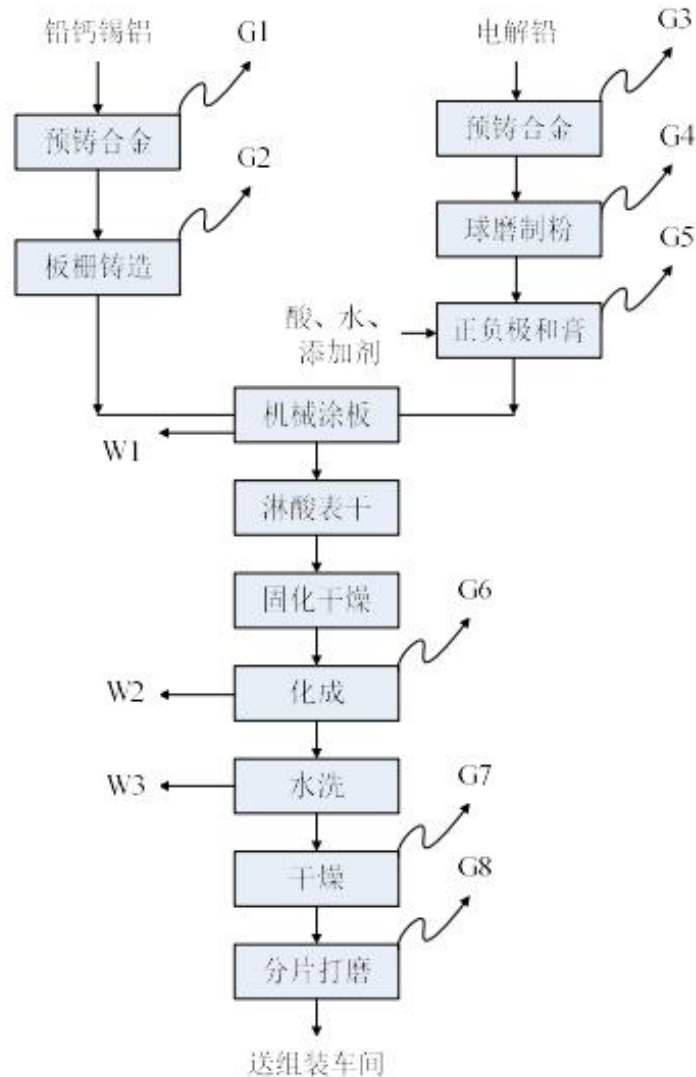 铅钙锡铝
G1
电解铅
G3
预铸合金
预铸合金
G2
G4
板栅铸造
球磨制粉
G5
酸、水、
添加剂
正负极和膏
机械涂板
W1
淋酸表干
固化干燥
G6
化成
W2
水洗
W3
G7
干燥
G8
分片打磨
送组装车间